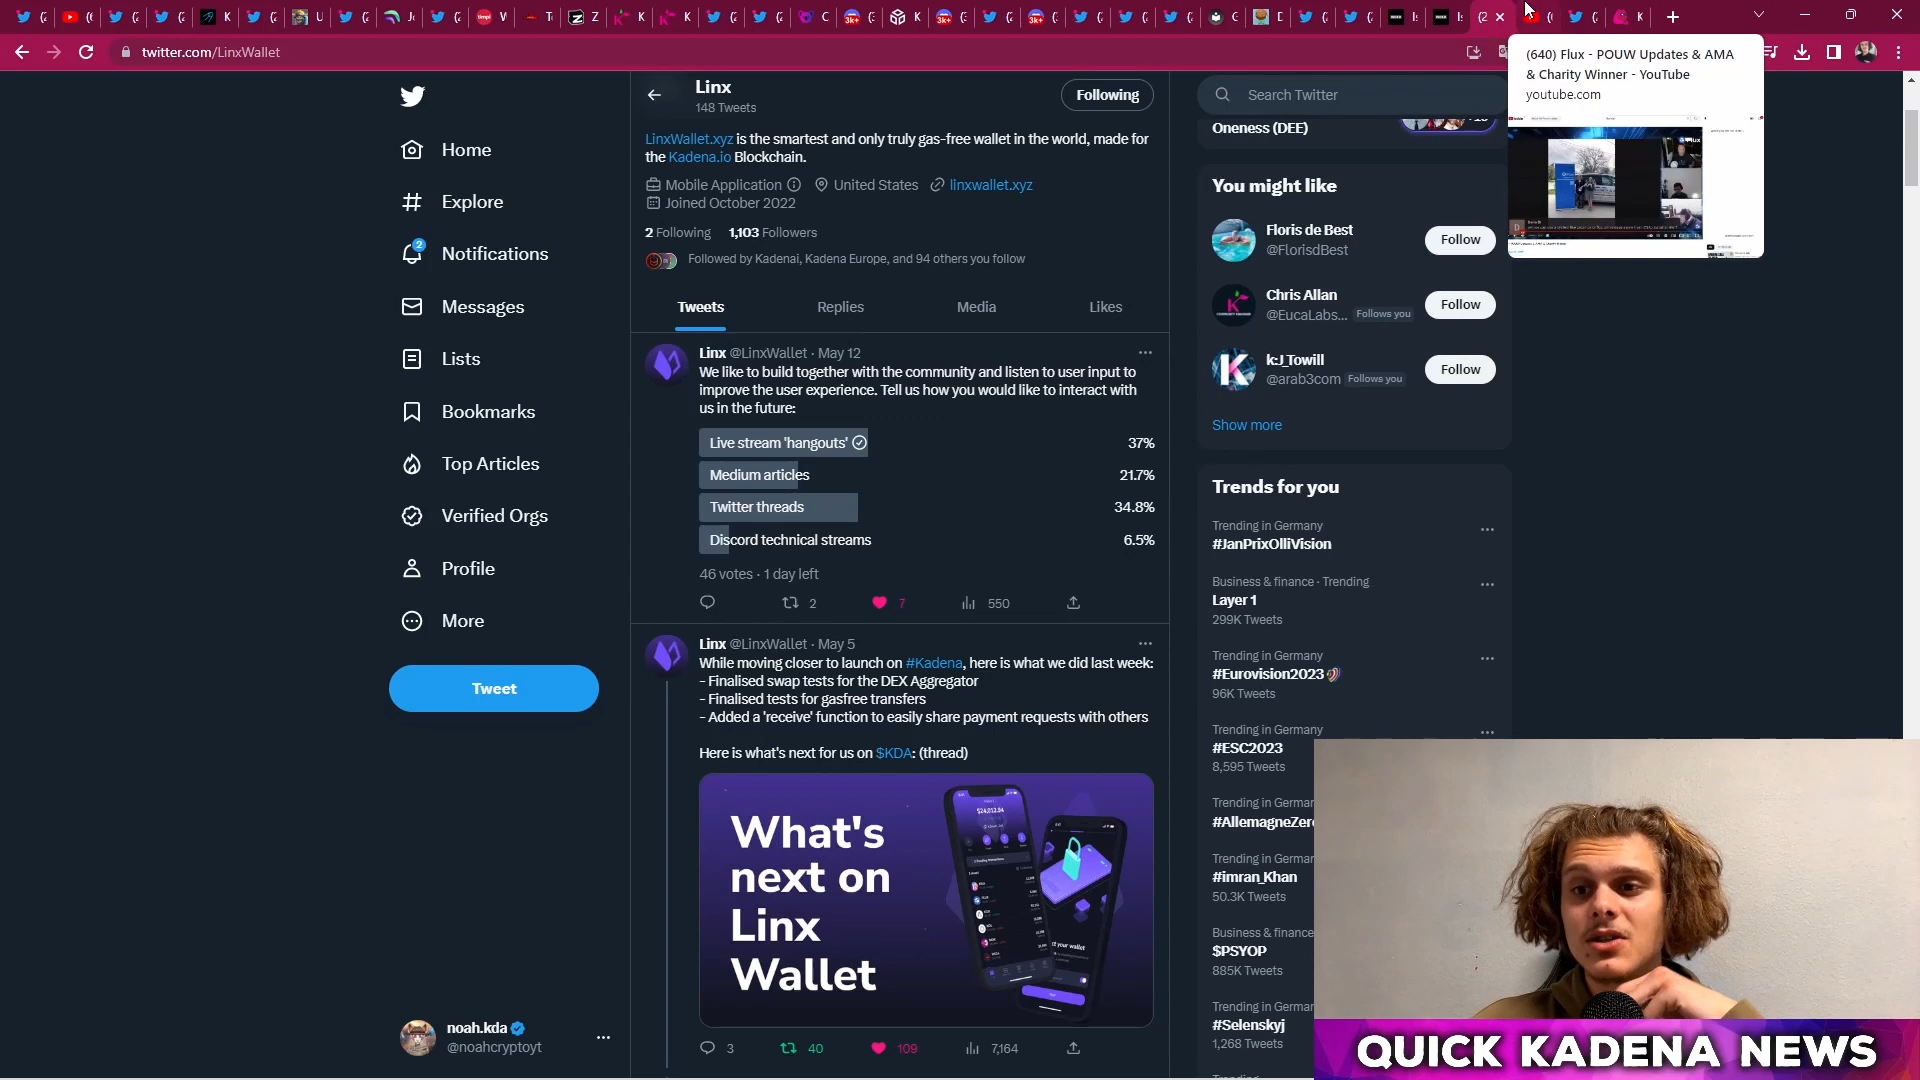 twitter.com/LinxWallet
(640) Flux - POUW Updates & AMA
& Charity Winner - YouTube
youtube.com
Home
Explore
2
Notifications
Messages
Lists
Bookmarks
Top Articles
Verified Orgs
Profile
More
Tweet
noah.kda
@noahcryptoyt
Linx
148 Tweets
Following
LinxWallet.xyz is the smartest and only truly gas-free wallet in the world, made for
the Kadena.io Blockchain.
Mobile Application United States linxwallet.xyz
Joined October 2022
2 Following 1,103 Followers
Followed by Kadenai, Kadena Europe, and 94 others you follow
Tweets Replies Media Likes
Linx @LinxWallet · May 12
We like to build together with the community and listen to user input to
improve the user experience. Tell us how you would like to interact with
us in the future:
Live stream 'hangouts' 37%
Medium articles 21.7%
Twitter threads 34.8%
Discord technical streams 6.5%
46 votes · 1 day left
2 7 550
Linx @LinxWallet · May 5
While moving closer to launch on #Kadena, here is what we did last week:
- Finalised swap tests for the DEX Aggregator
- Finalised tests for gasfree transfers
- Added a 'receive' function to easily share payment requests with others
Here is what's next for us on $KDA: (thread)
What's
next on
Linx
Wallet
3 40 109 7,164
Search Twitter
Oneness (DEE)
You might like
Floris de Best
@FlorisdBest
Follow
Chris Allan
@EucaLabs... Follows you
Follow
k:J_Towill
@arab3com Follows you
Follow
Show more
Trends for you
Trending in Germany
#JanPrixOlliVision
Business & finance · Trending
Layer 1
299K Tweets
Trending in Germany
#Eurovision2023
96K Tweets
Trending in Germany
#ESC2023
8,595 Tweets
Trending in German
#AllemagneZer
Trending in German
#imran_Khan
50.3K Tweets
Business & finance
$PSYOP
885K Tweets
Trending in German
#Selenskyj
1,268 Tweets
QUICK KADENA NEWS